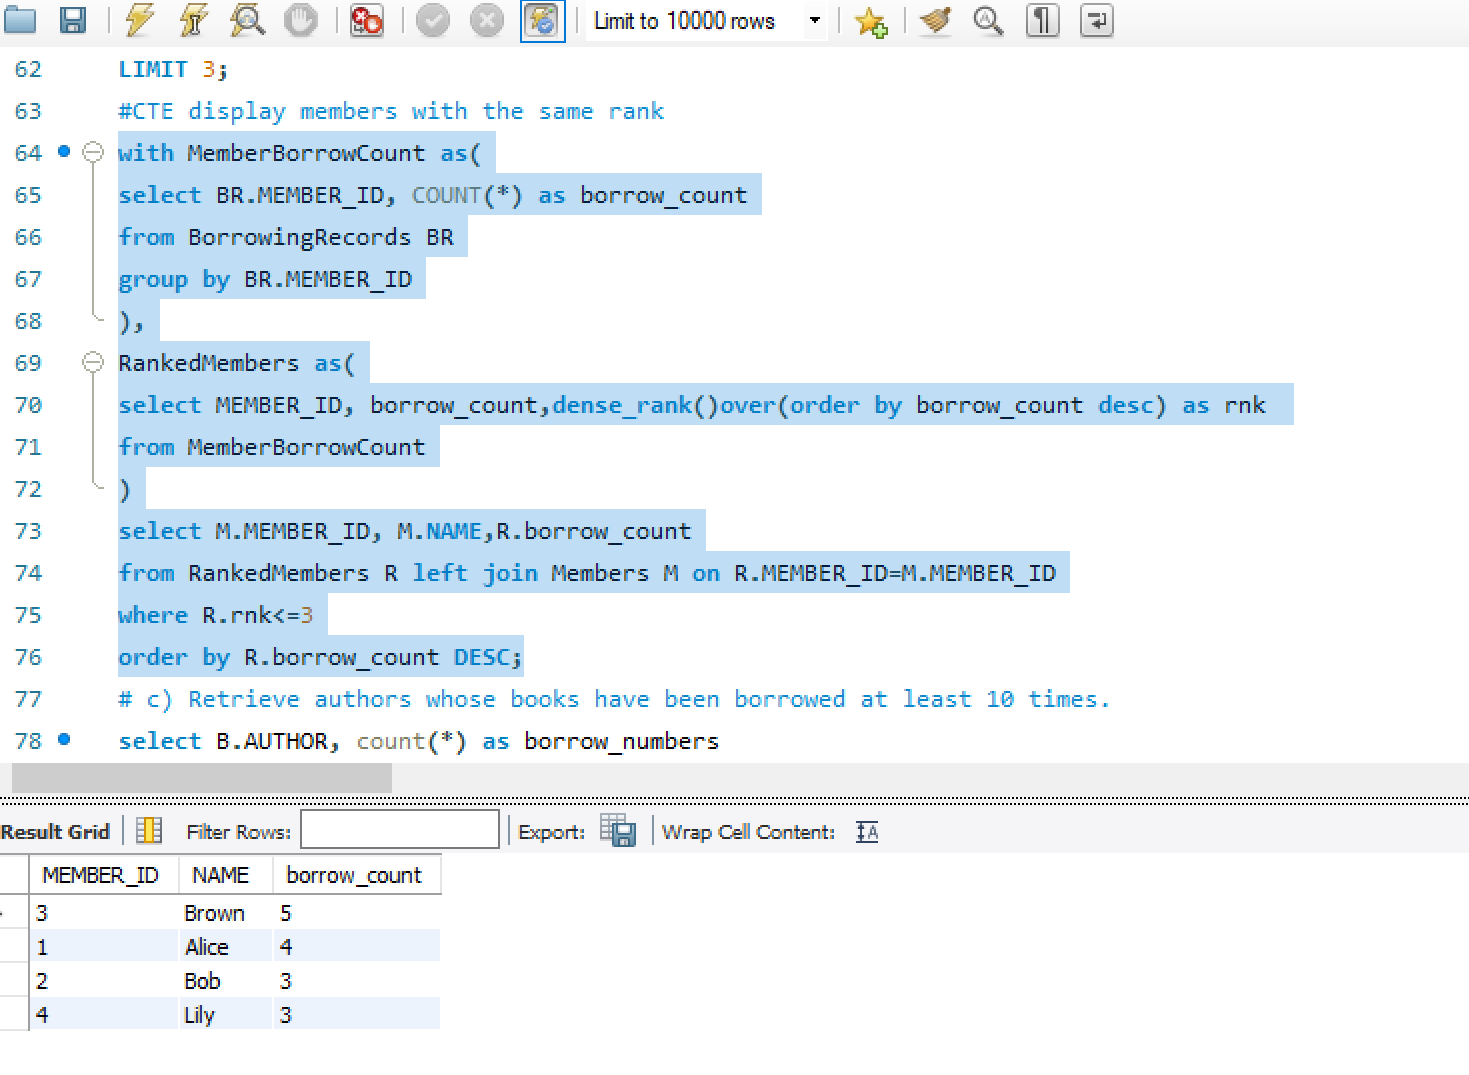 Limit to 10000 rows
62 LIMIT 3;
63 #CTE display members with the same rank
64 with MemberBorrowCount as(
65 select BR.MEMBER_ID, COUNT(*) as borrow_count
66 from BorrowingRecords BR
67 group by BR.MEMBER_ID
68 ),
69 RankedMembers as(
70 select MEMBER_ID, borrow_count,dense_rank()over(order by borrow_count desc) as rnk
71 from MemberBorrowCount
72 )
73 select M.MEMBER_ID, M.NAME,R.borrow_count
74 from RankedMembers R left join Members M on R.MEMBER_ID=M.MEMBER_ID
75 where R.rnk<=3
76 order by R.borrow_count DESC;
77 # c) Retrieve authors whose books have been borrowed at least 10 times.
78 select B.AUTHOR, count(*) as borrow_numbers
Result Grid Filter Rows: Export: Wrap Cell Content:
MEMBER_ID NAME borrow_count
3 Brown 5
1 Alice 4
2 Bob 3
4 Lily 3